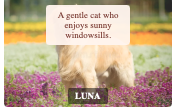 A gentle cat who
enjoys sunny
windowsills.
LUNA